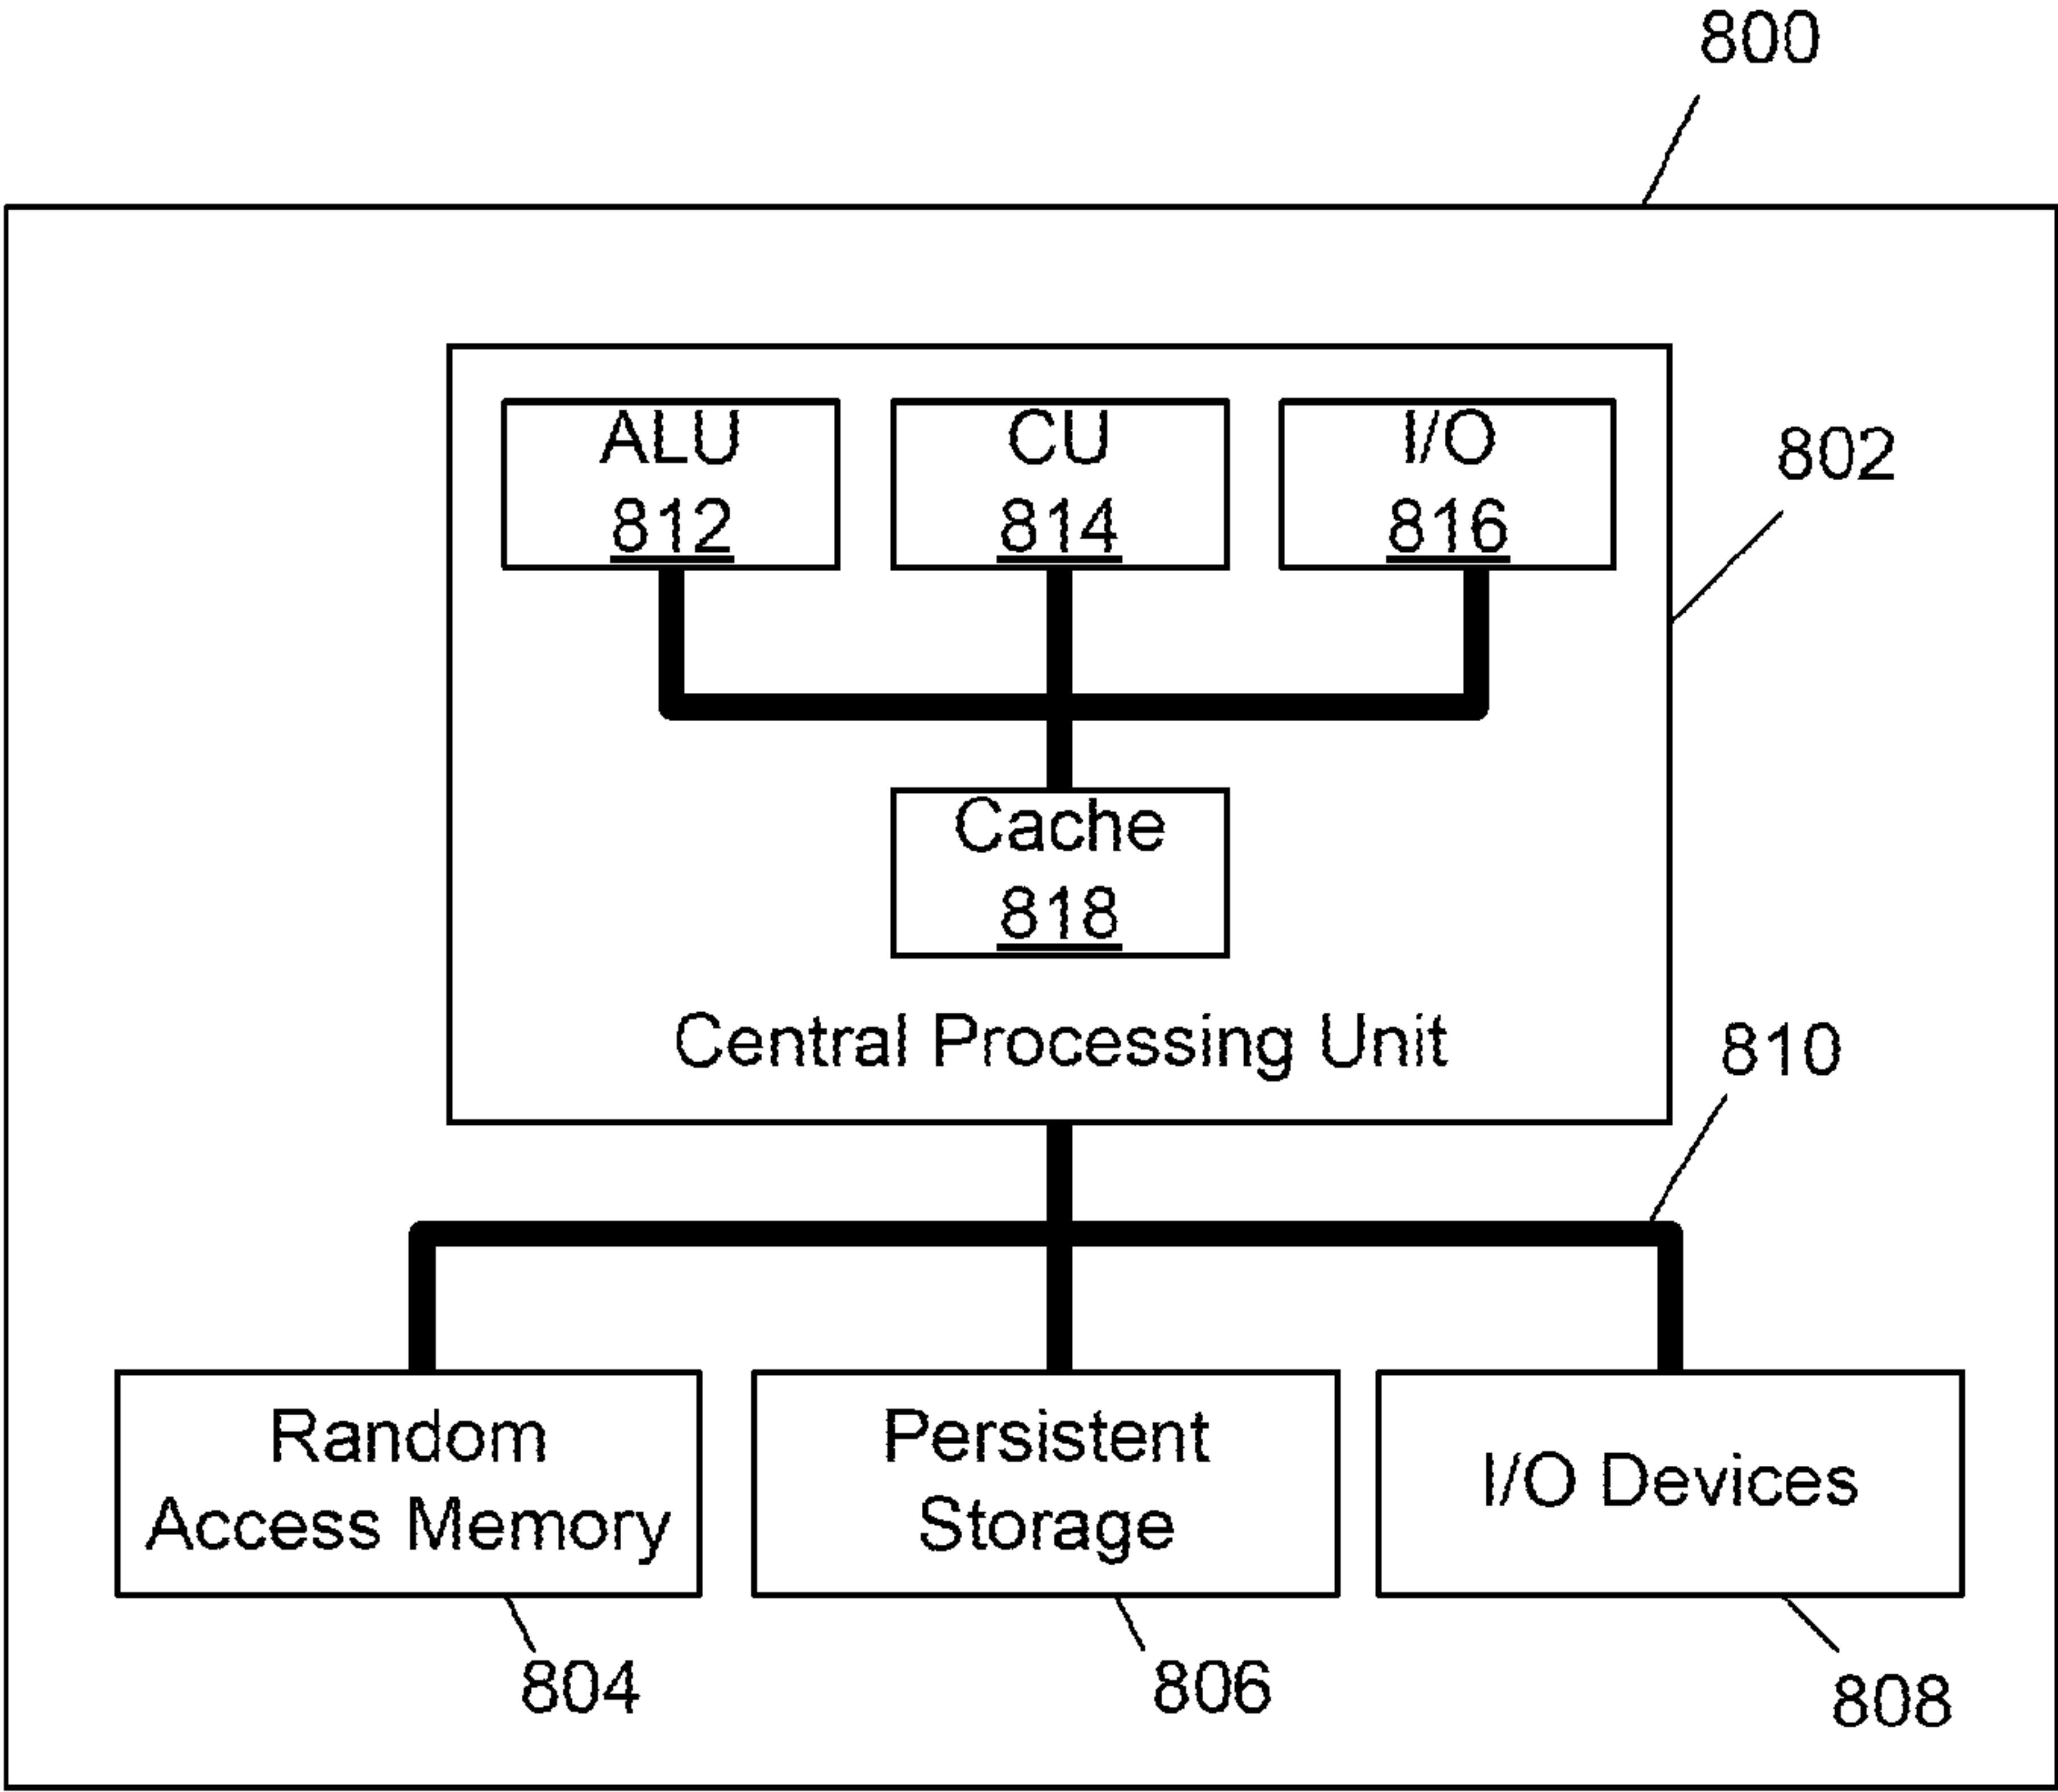 800
ALU
812
CU
814
I/O
816
802
Cache
818
Central Processing Unit
810
Random
Access Memory
Persistent
Storage
I/O Devices
804
806
808